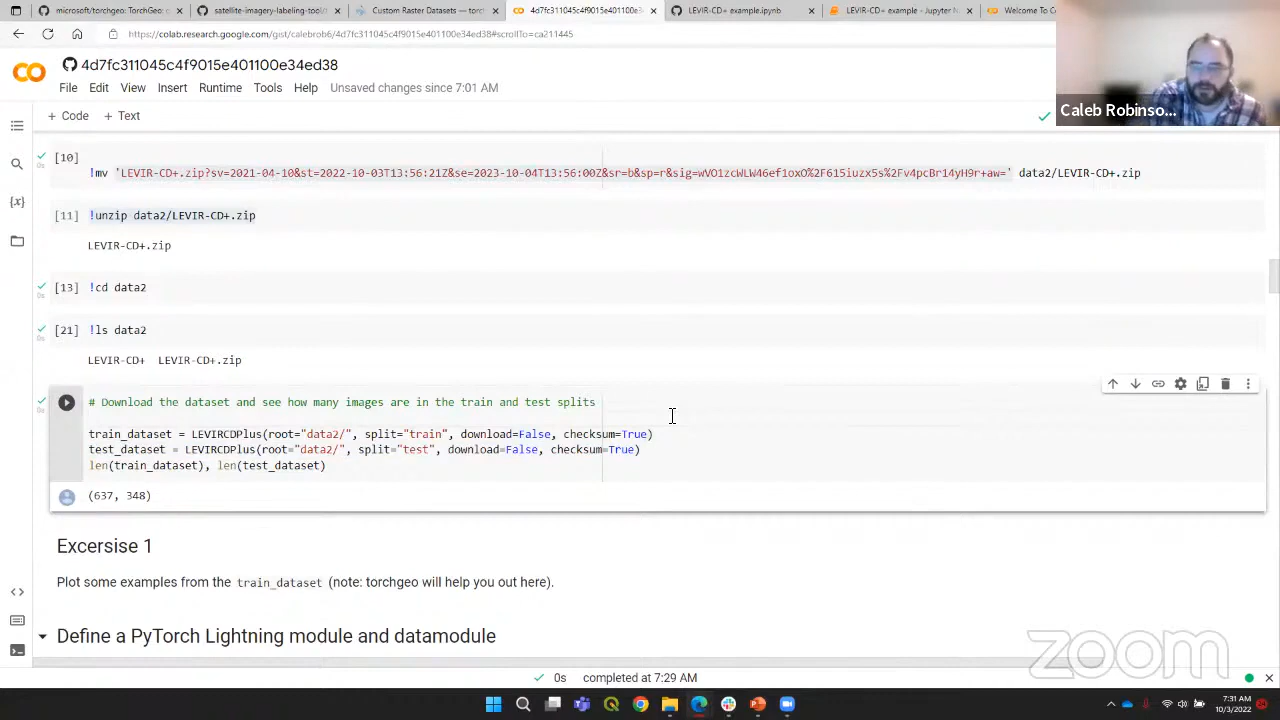 microsoft/torchgeo: TorchGeo: c
satellite-imagery-labeling-tool/
Custom Raster Datasets — torch
4d7fc311045c4f9015e401100e3
LEVIR-CD+ example.ipynb
LEVIR-CD+ example - Jupyter N
Welcome To Co
https://colab.research.google.com/gist/calebrob6/4d7fc311045c4f9015e401100e34ed38#scrollTo=ca211445
4d7fc311045c4f9015e401100e34ed38
File Edit View Insert Runtime Tools Help Unsaved changes since 7:01 AM
Caleb Robinso...
+ Code + Text
[10]
0s
!mv 'LEVIR-CD+.zip?sv=2021-04-10&st=2022-10-03T13:56:21Z&se=2023-10-04T13:56:00Z&sr=b&sp=r&sig=wVO1zcWLW46ef1oxO%2F615iuzx5s%2Fv4pcBr14yH9r+aw=' data2/LEVIR-CD+.zip
[11] !unzip data2/LEVIR-CD+.zip
LEVIR-CD+.zip
[13] !cd data2
0s
[21] !ls data2
0s
LEVIR-CD+ LEVIR-CD+.zip
# Download the dataset and see how many images are in the train and test splits
0s
train_dataset = LEVIRCDPlus(root="data2/", split="train", download=False, checksum=True)
test_dataset = LEVIRCDPlus(root="data2/", split="test", download=False, checksum=True)
len(train_dataset), len(test_dataset)
(637, 348)
Excersise 1
Plot some examples from the train_dataset (note: torchgeo will help you out here).
Define a PyTorch Lightning module and datamodule
zoom
0s completed at 7:29 AM
7:31 AM
10/3/2022